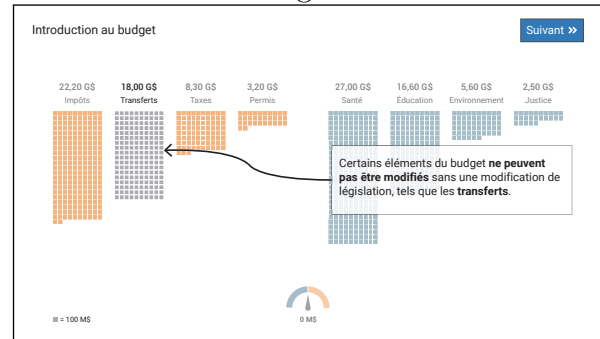 Introduction au budget
Suivant »
22,20 G$ 18,00 G$ 8,30 G$ 3,20 G$ 27,00 G$ 16,60 G$ 5,60 G$ 2,50 G$
Impôts Transferts Taxes Permis Santé Éducation Environnement Justice
Certains éléments du budget ne peuvent
pas être modifiés sans une modification de
législation, tels que les transferts.
= 100 M$
0 M$